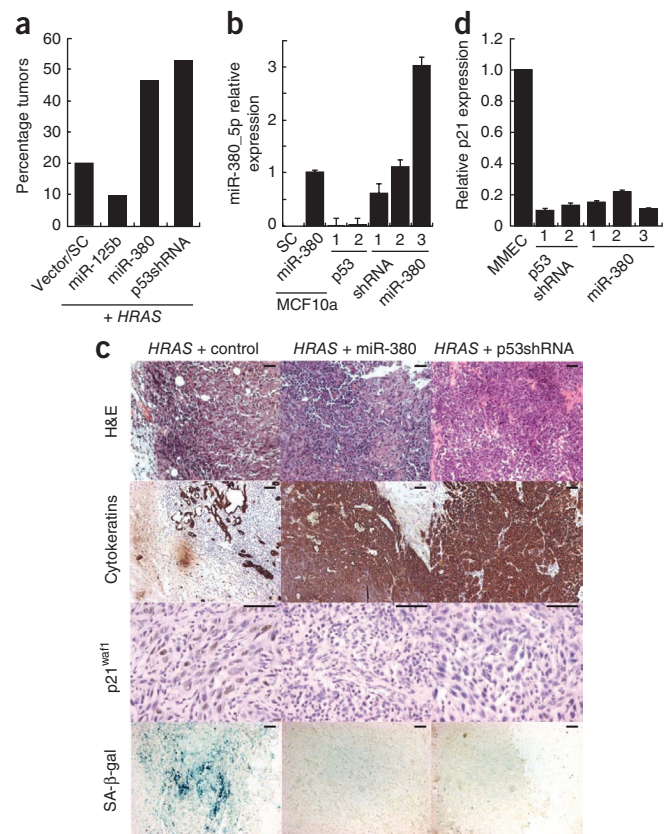 a
Percentage tumors
60
50
40
30
20
10
0
Vector/SC
miR-125b
miR-380
p53shRNA
+ HRAS
b
miR-380_5p relative
expression
4
3
2
1
0
SC
miR-380
1 2
p53
shRNA
1 2 3
miR-380
MCF10a
d
Relative p21 expression
1.2
1.0
0.8
0.6
0.4
0.2
0
MMEC
1 2
p53
shRNA
1 2 3
miR-380
c
HRAS + control
HRAS + miR-380
HRAS + p53shRNA
H&E
Cytokeratins
p21waf1
SA-β-gal